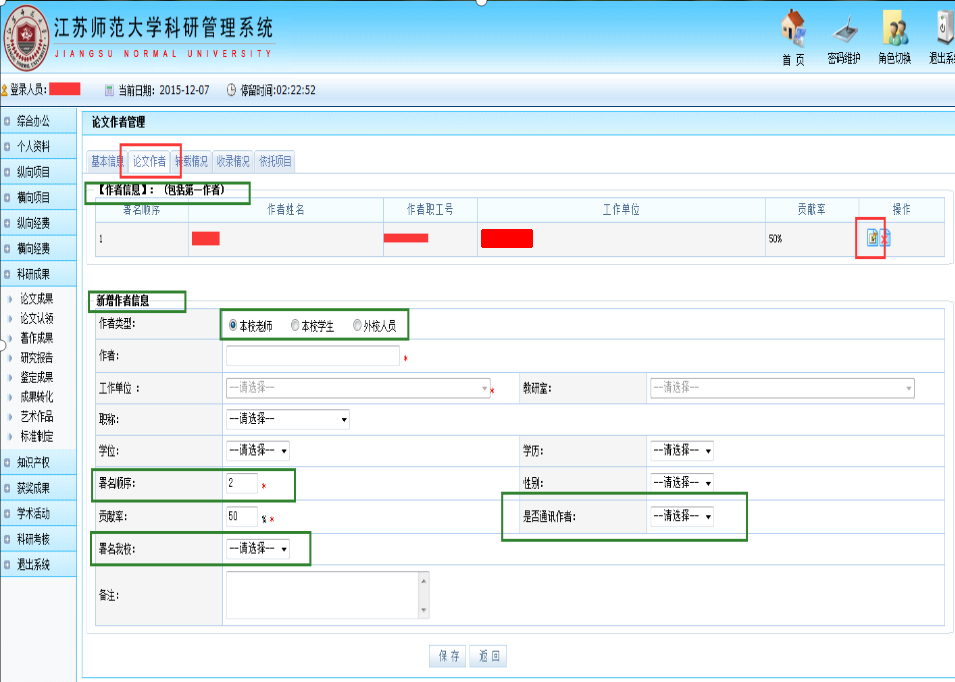 江苏师范大学科研管理系统
JIANGSU NORMAL UNIVERSITY
首 页 密码维护 角色切换 退出系
登录人员: 当前日期: 2015-12-07 停留时间:02:22:52
综合办公
个人资料
纵向项目
横向项目
纵向经费
横向经费
科研成果
论文成果
论文认领
著作成果
研究报告
鉴定成果
成果转化
艺术作品
标准制定
知识产权
获奖成果
学术活动
科研考核
退出系统
论文作者管理
基本信息 论文作者 转载情况 收录情况 依托项目
【作者信息】:(包括第一作者)
署名顺序 作者姓名 作者职工号 工作单位 贡献率 操作
1 50%
新增作者信息
作者类型: 本校老师 本校学生 外校人员
作者: *
工作单位 : --请选择-- * 教研室: --请选择--
职称: --请选择--
学位: --请选择-- 学历: --请选择--
署名顺序: 2 * 性别: --请选择--
贡献率: 50 % * 是否通讯作者: --请选择--
署名我校: --请选择--
备注:
保 存 返 回